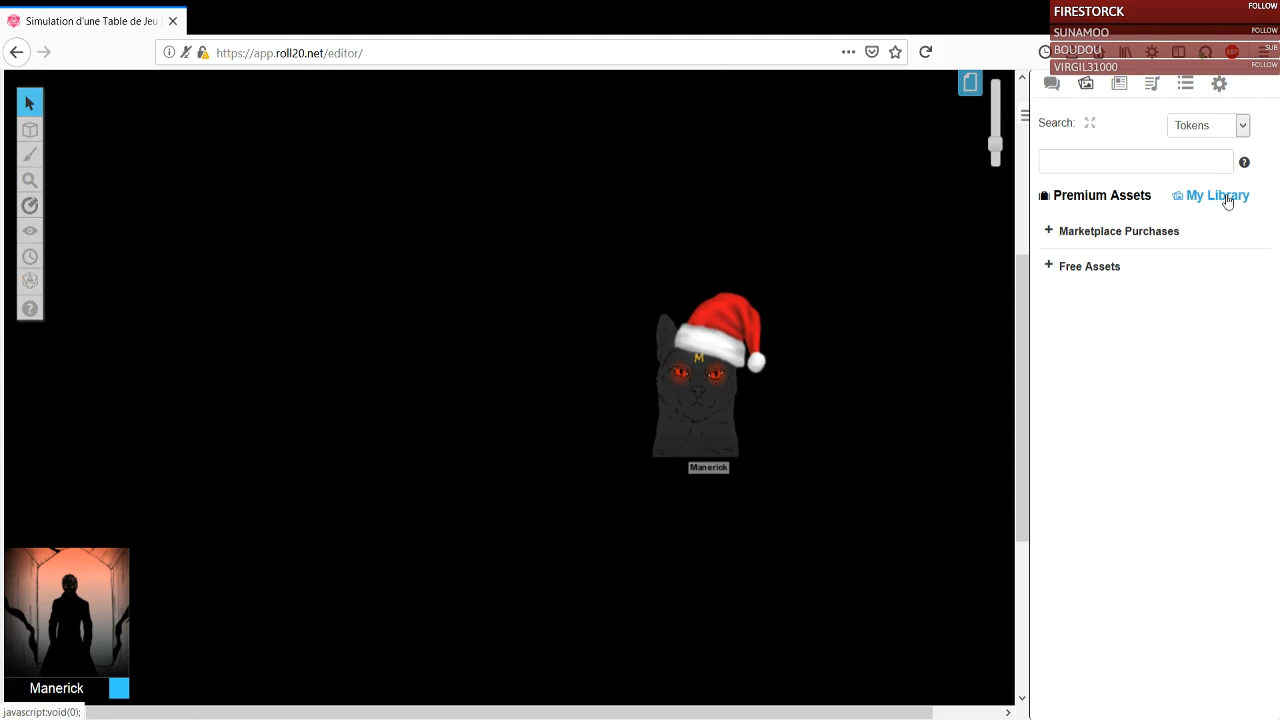 Simulation d'une Table de Jeu
https://app.roll20.net/editor/
FIRESTORCK FOLLOW
SUNAMOO FOLLOW
BOUDOU SUB
VIRGIL31000 FOLLOW
ABP
Search:
Tokens
Premium Assets
My Library
Marketplace Purchases
Free Assets
M
Manerick
Manerick
javascript:void(0);